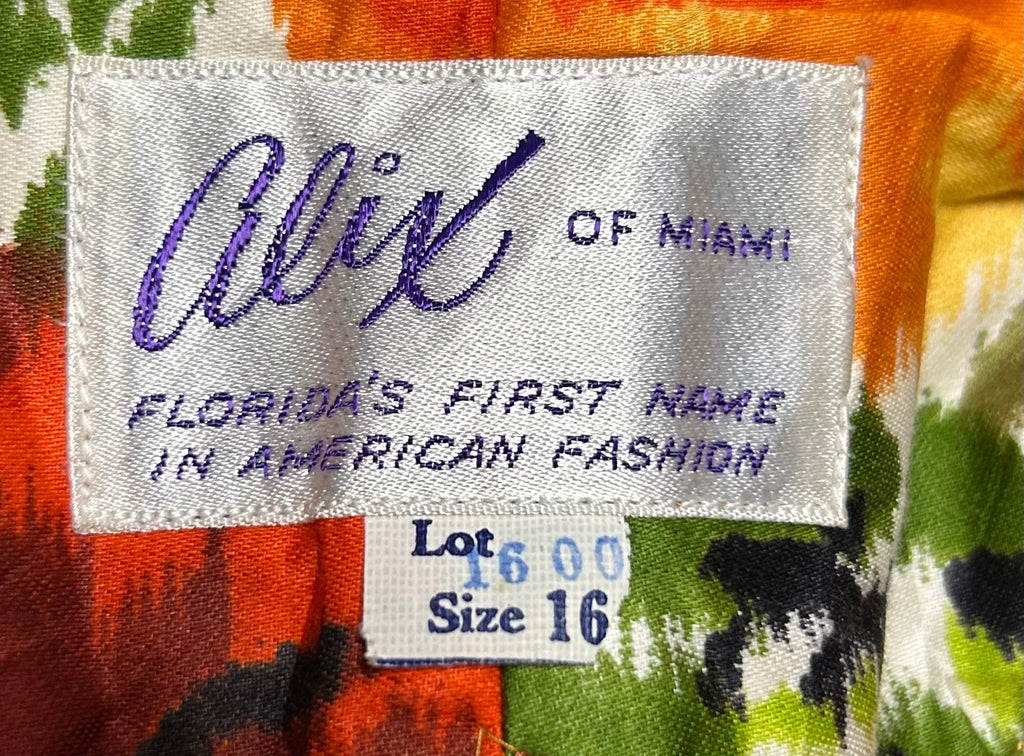 Alix OF MIAMI
FLORIDA'S FIRST NAME
IN AMERICAN FASHION
Lot 1600
Size 16